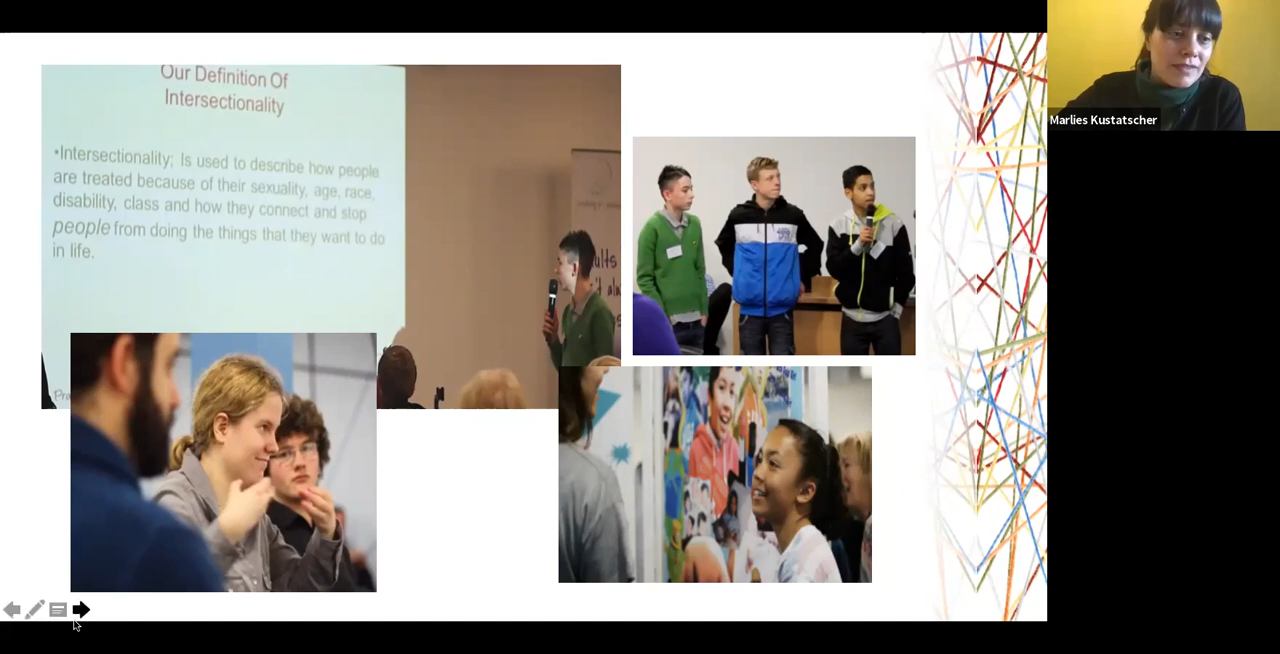 Our Definition Of
Intersectionality
•Intersectionality: Is used to describe how people
are treated because of their sexuality, age, race,
disability, class and how they connect and stop
people from doing the things that they want to do
in life.
Marlies Kustatscher